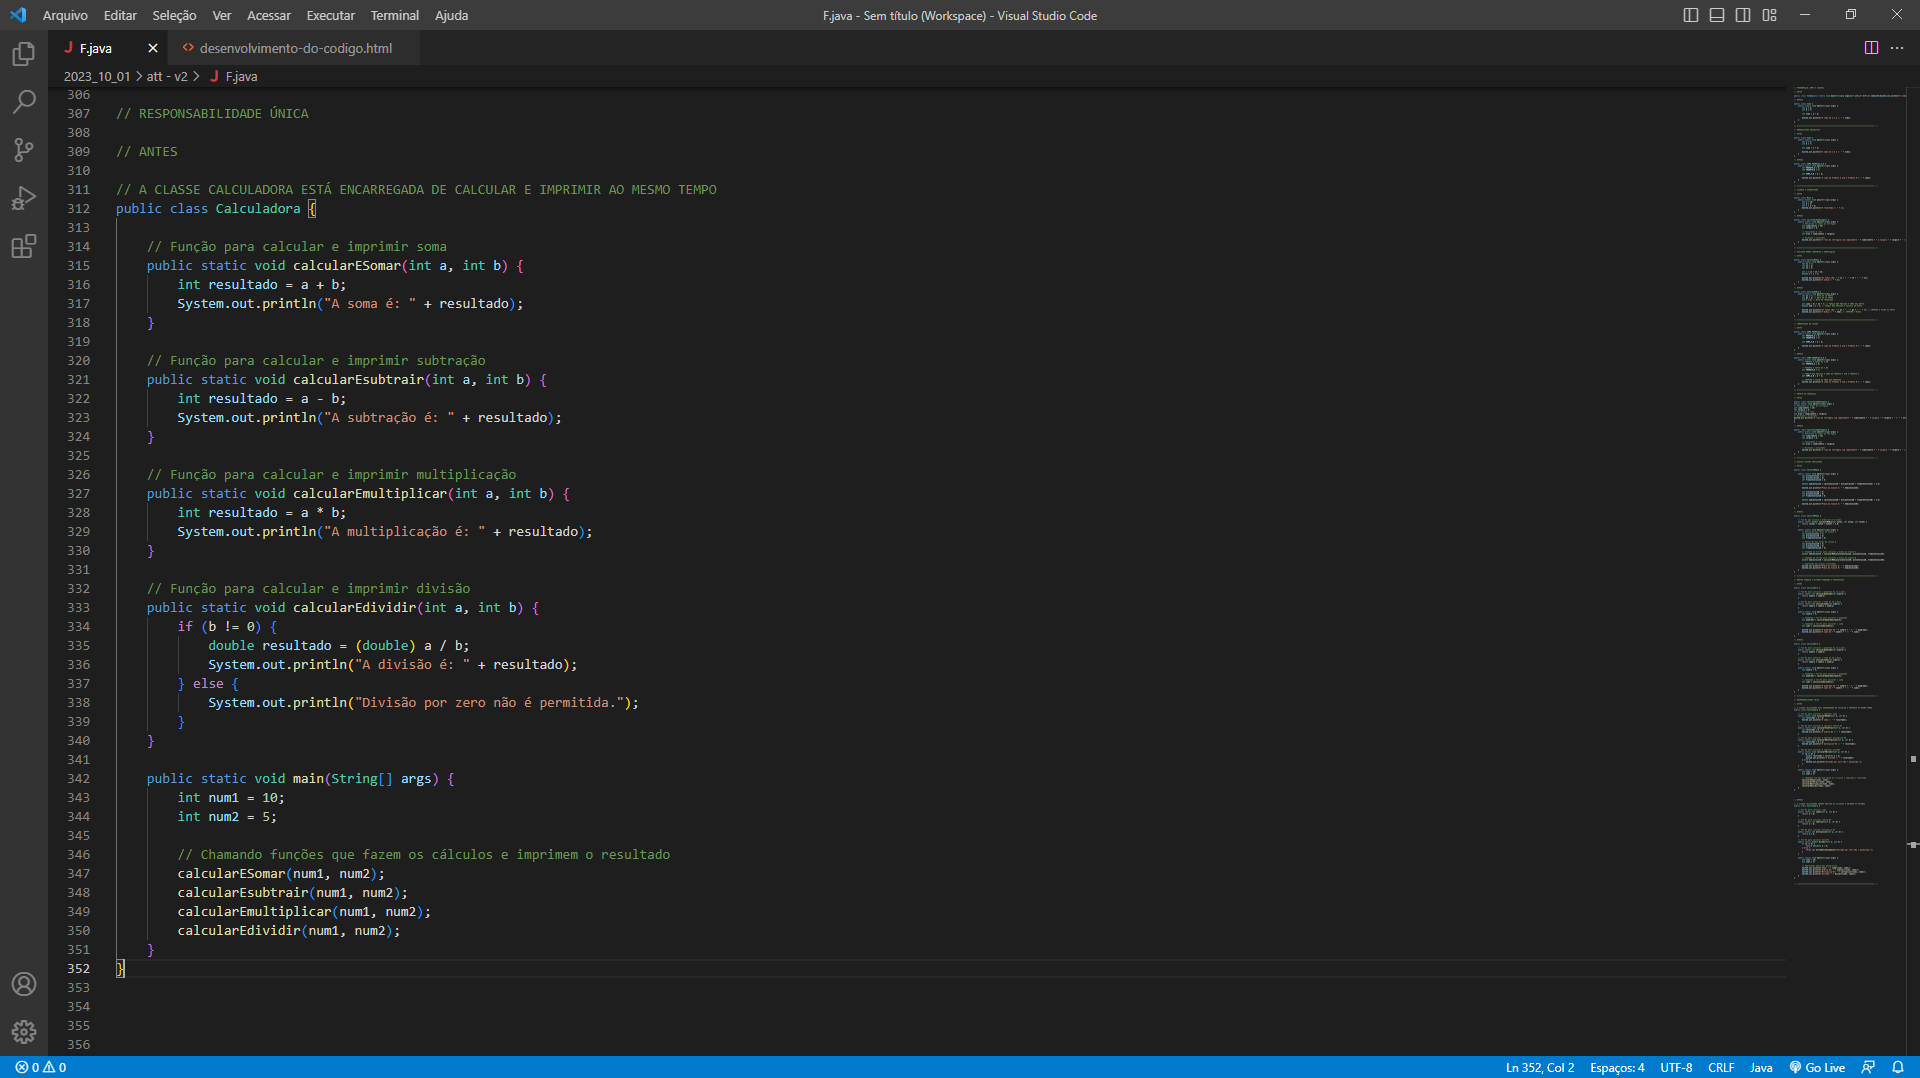 Arquivo Editar Seleção Ver Acessar Executar Terminal Ajuda
F.java - Sem título (Workspace) - Visual Studio Code
F.java
desenvolvimento-do-codigo.html
2023_10_01 > att - v2 > F.java
306
307 // RESPONSABILIDADE ÚNICA
308
309 // ANTES
310
311 // A CLASSE CALCULADORA ESTÁ ENCARREGADA DE CALCULAR E IMPRIMIR AO MESMO TEMPO
312 public class Calculadora {
313
314     // Função para calcular e imprimir soma
315     public static void calcularESomar(int a, int b) {
316         int resultado = a + b;
317         System.out.println("A soma é: " + resultado);
318     }
319
320     // Função para calcular e imprimir subtração
321     public static void calcularEsubtrair(int a, int b) {
322         int resultado = a - b;
323         System.out.println("A subtração é: " + resultado);
324     }
325
326     // Função para calcular e imprimir multiplicação
327     public static void calcularEmultiplicar(int a, int b) {
328         int resultado = a * b;
329         System.out.println("A multiplicação é: " + resultado);
330     }
331
332     // Função para calcular e imprimir divisão
333     public static void calcularEdividir(int a, int b) {
334         if (b != 0) {
335             double resultado = (double) a / b;
336             System.out.println("A divisão é: " + resultado);
337         } else {
338             System.out.println("Divisão por zero não é permitida.");
339         }
340     }
341
342     public static void main(String[] args) {
343         int num1 = 10;
344         int num2 = 5;
345
346         // Chamando funções que fazem os cálculos e imprimem o resultado
347         calcularESomar(num1, num2);
348         calcularEsubtrair(num1, num2);
349         calcularEmultiplicar(num1, num2);
350         calcularEdividir(num1, num2);
351     }
352 }
353
354
355
356
0 0
Ln 352, Col 2 Espaços: 4 UTF-8 CRLF Java Go Live